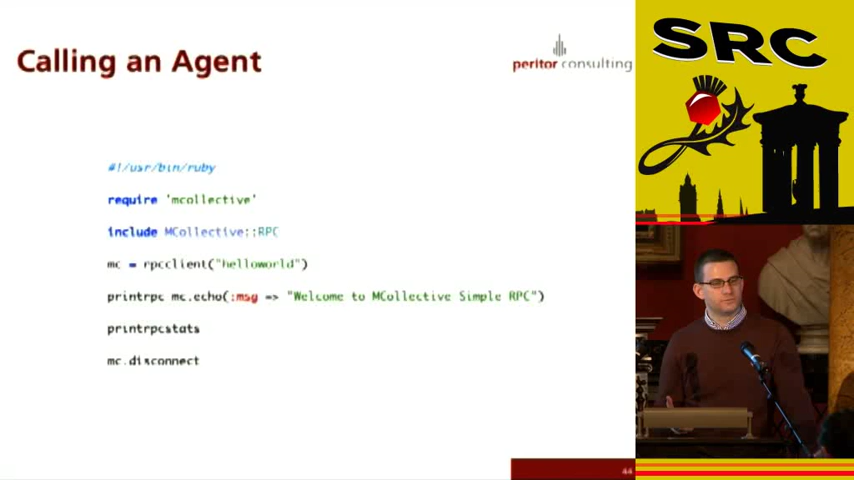 Calling an Agent
peritor consulting
#!/usr/bin/ruby
require 'mcollective'
include MCollective::RPC
mc = rpcclient("helloworld")
printrpc mc.echo(:msg => "Welcome to MCollective Simple RPC")
printrpcstats
mc.disconnect
44
SRC